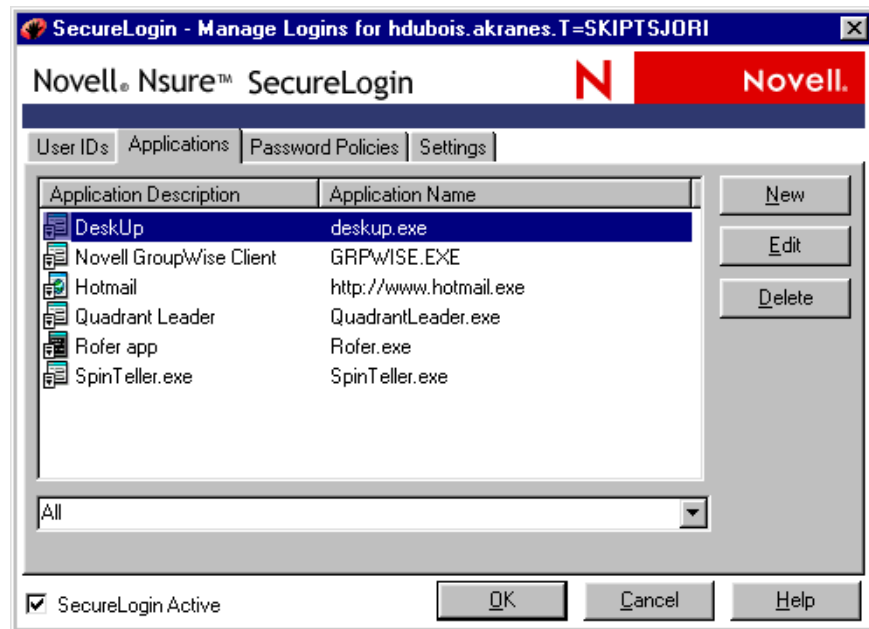 SecureLogin - Manage Logins for hdubois.akranes.T=SKIPTSJORI
Novell® Nsure™ SecureLogin N Novell®
User IDs Applications Password Policies Settings
Application Description Application Name New
DeskUp deskup.exe
Novell GroupWise Client GRPWISE.EXE Edit
Hotmail http://www.hotmail.exe Delete
Quadrant Leader QuadrantLeader.exe
Rofer app Rofer.exe
SpinTeller.exe SpinTeller.exe
All
SecureLogin Active OK Cancel Help